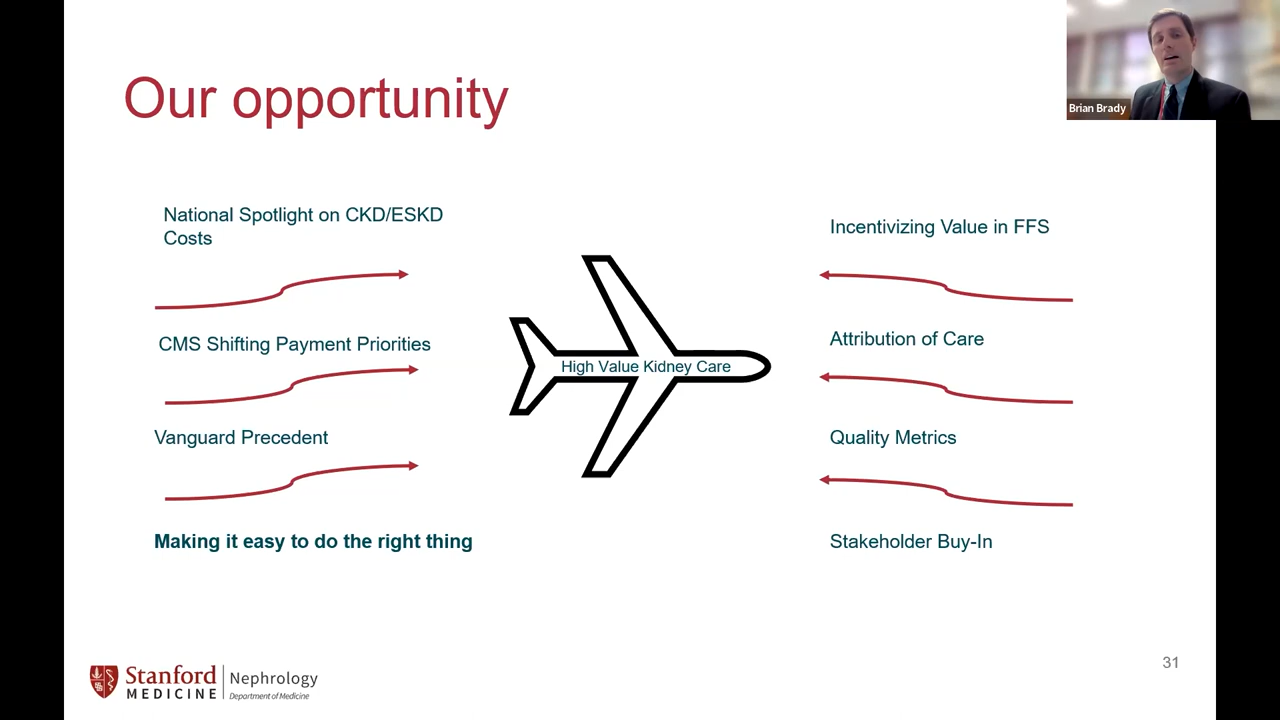 Brian Brady
Our opportunity
National Spotlight on CKD/ESKD
Costs
CMS Shifting Payment Priorities
Vanguard Precedent
Making it easy to do the right thing
High Value Kidney Care
Incentivizing Value in FFS
Attribution of Care
Quality Metrics
Stakeholder Buy-In
Stanford
MEDICINE
Nephrology
Department of Medicine
31